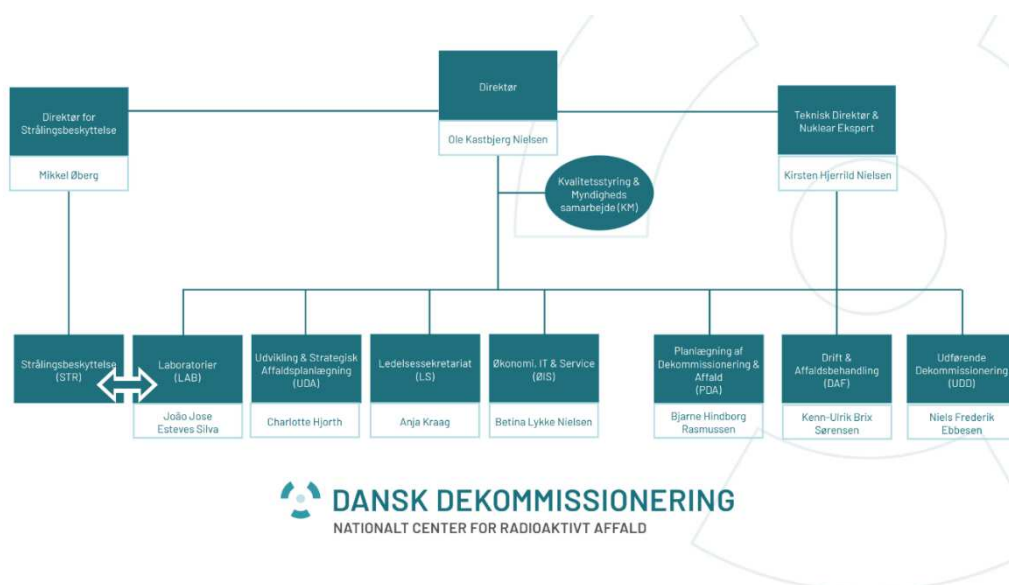 Direktør
Ole Kastbjerg Nielsen
Direktør for
Strålingsbeskyttelse
Mikkel Øberg
Teknisk Direktør &
Nuklear Ekspert
Kirsten Hjerrild Nielsen
Kvalitetsstyring &
Myndigheds
samarbejde (KM)
Strålingsbeskyttelse
(STR)
Laboratorier
(LAB)
João Jose
Esteves Silva
Udvikling & Strategisk
Affaldsplanlægning
(UDA)
Charlotte Hjorth
Ledelsessekretariat
(LS)
Anja Kraag
Økonomi, IT & Service
(ØIS)
Betina Lykke Nielsen
Planlægning af
Dekommissionering &
Affald
(PDA)
Bjarne Hindborg
Rasmussen
Drift &
Affaldsbehandling
(DAF)
Kenn-Ulrik Brix
Sørensen
Udførende
Dekommissionering
(UDD)
Niels Frederik
Ebbesen
DANSK DEKOMMISSIONERING
NATIONALT CENTER FOR RADIOAKTIVT AFFALD